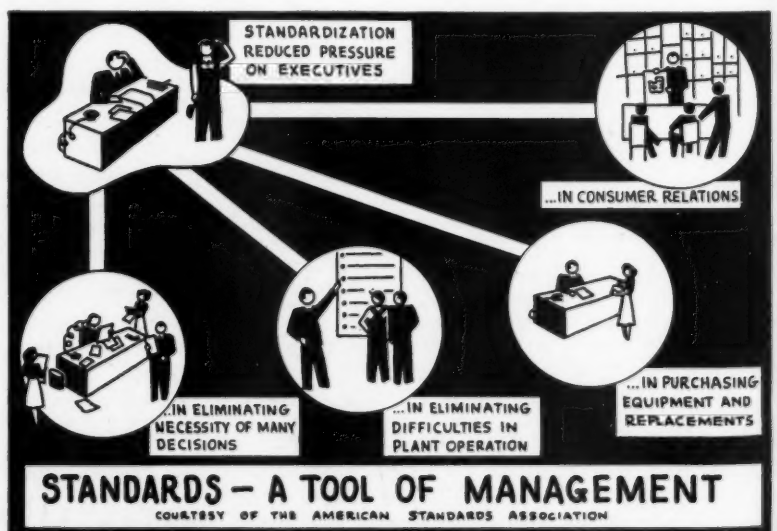 STANDARDIZATION
REDUCED PRESSURE
ON EXECUTIVES
...IN CONSUMER RELATIONS
...IN PURCHASING
EQUIPMENT AND
REPLACEMENTS
...IN ELIMINATING
NECESSITY OF MANY
DECISIONS
...IN ELIMINATING
DIFFICULTIES IN
PLANT OPERATION
STANDARDS – A TOOL OF MANAGEMENT
COURTESY OF THE AMERICAN STANDARDS ASSOCIATION